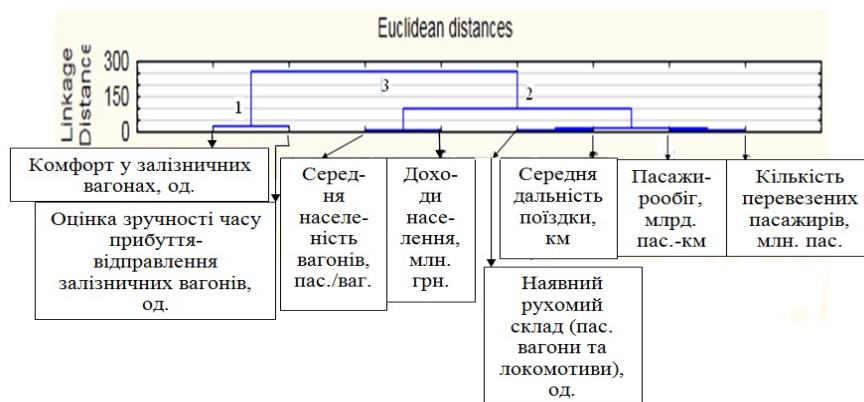 Euclidean distances
Linkage
Distance
300
150
0
1
3
2
Комфорт у залізничних
вагонах, од.
Оцінка зручності часу
прибуття-
відправлення
залізничних вагонів,
од.
Серед-
ня
населе-
ність
вагонів,
пас./ваг.
Дохо-
ди
насе-
лення,
млн.
грн.
Середня
дальність
поїздки,
км
Наявний
рухомий
склад (пас.
вагони та
локомотиви),
од.
Пасажи-
рообіг,
млрд.
пас.-км
Кількість
перевезених
пасажирів,
млн. пас.